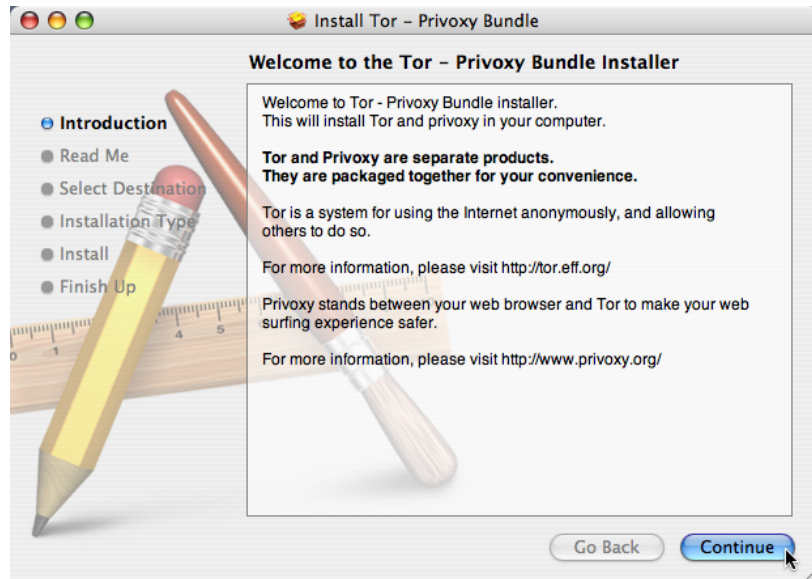 Install Tor – Privoxy Bundle
Welcome to the Tor – Privoxy Bundle Installer
Introduction
Read Me
Select Destination
Installation Type
Install
Finish Up
Welcome to Tor - Privoxy Bundle installer.
This will install Tor and privoxy in your computer.
Tor and Privoxy are separate products.
They are packaged together for your convenience.
Tor is a system for using the Internet anonymously, and allowing
others to do so.
For more information, please visit http://tor.eff.org/
Privoxy stands between your web browser and Tor to make your web
surfing experience safer.
For more information, please visit http://www.privoxy.org/
0 1 4 5
Go Back
Continue